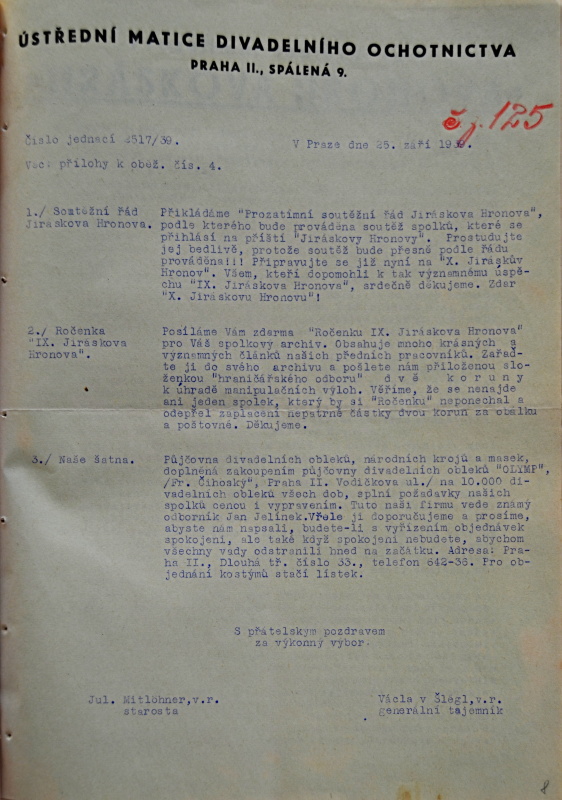 ÚSTŘEDNÍ MATICE DIVADELNÍHO OCHOTNICTVA
PRAHA II., SPÁLENÁ 9.
č.j. 125
Číslo jednací 2517/39.
V Praze dne 25. září 1939.
Věc: přílohy k oběž. čís. 4.
1./ Soutěžní řád
Jiráskova Hronova.
Přikládáme "Prozatímní soutěžní řád Jiráskova Hronova",
podle kterého bude prováděna soutěž spolků, které se
přihlásí na příští "Jiráskovy Hronovy". Prostudujte
jej bedlivě, protože soutěž bude přesně podle řádu
prováděna!!! Připravujte se již nyní na "X. Jiráskův
Hronov". Všem, kteří dopomohli k tak významnému úspě-
chu "IX. Jiráskova Hronova", srdečně děkujeme. Zdar
"X. Jiráskovu Hronovu"!
2./ Ročenka
"IX. Jiráskova
Hronova".
Posíláme Vám zdarma "Ročenku IX. Jiráskova Hronova"
pro Váš spolkový archiv. Obsahuje mnoho krásných a
významných článků našich předních pracovníků. Zařaď-
te ji do svého archivu a pošlete nám přiloženou slo-
ženkou "hraničářského odboru" d v ě k o r u n y
k úhradě manipulačních výloh. Věříme, že se nenajde
ani jeden spolek, který by si "Ročenku" neponechal a
odepřel zaplacení nepatrné částky dvou korun za obálku
a poštovné. Děkujeme.
3./ Naše šatna.
Půjčovna divadelních obleků, národních krojů a masek,
doplněná zakoupením půjčovny divadelních obleků "OLYMP",
/Fr. Čihoský", Praha II. Vodičkova ul./ na 10.000 di-
vadelních obleků všech dob, splní požadavky našich
spolků cenou i vypravením. Tuto naši firmu vede známý
odborník Jan Jelínek.Vřele ji doporučujeme a prosíme,
abyste nám napsali, budete-li s vyřízením objednávek
spokojeni, ale také když spokojeni nebudete, abychom
všechny vady odstranili hned na začátku. Adresa: Pra-
ha II., Dlouhá tř. číslo 33., telefon 642-36. Pro ob-
jednání kostýmů stačí lístek.
S přátelským pozdravem
za výkonný výbor.
Jul. Mitlöhner,v.r.
starosta
Václa v Šlégl,v.r.
generální tajemník
8